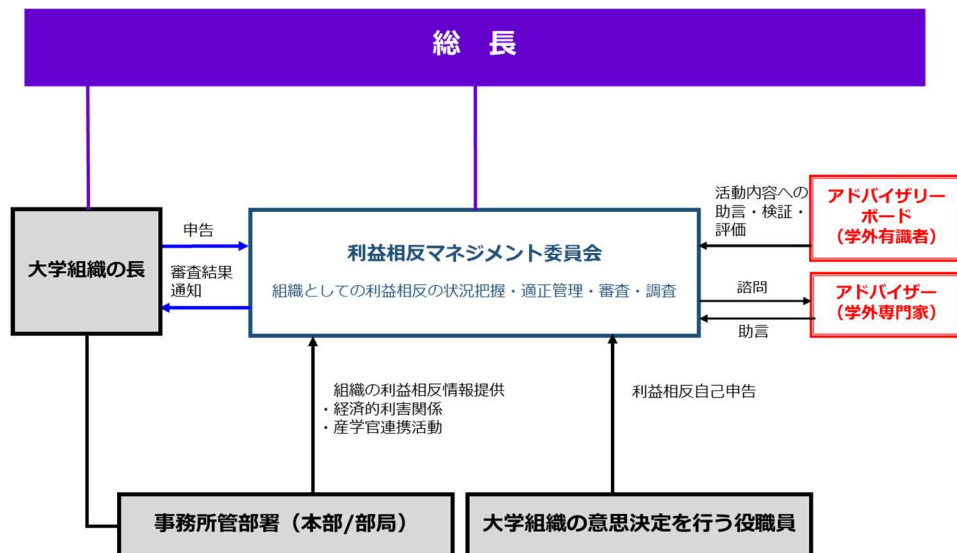 総　長
大学組織の長
申告
審査結果
通知
利益相反マネジメント委員会
組織としての利益相反の状況把握・適正管理・審査・調査
活動内容への
助言・検証・
評価
アドバイザリー
ボード
（学外有識者）
諮問
助言
アドバイザー
（学外専門家）
組織の利益相反情報提供
・経済的利害関係
・産学官連携活動
利益相反自己申告
事務所管部署（本部/部局）
大学組織の意思決定を行う役職員